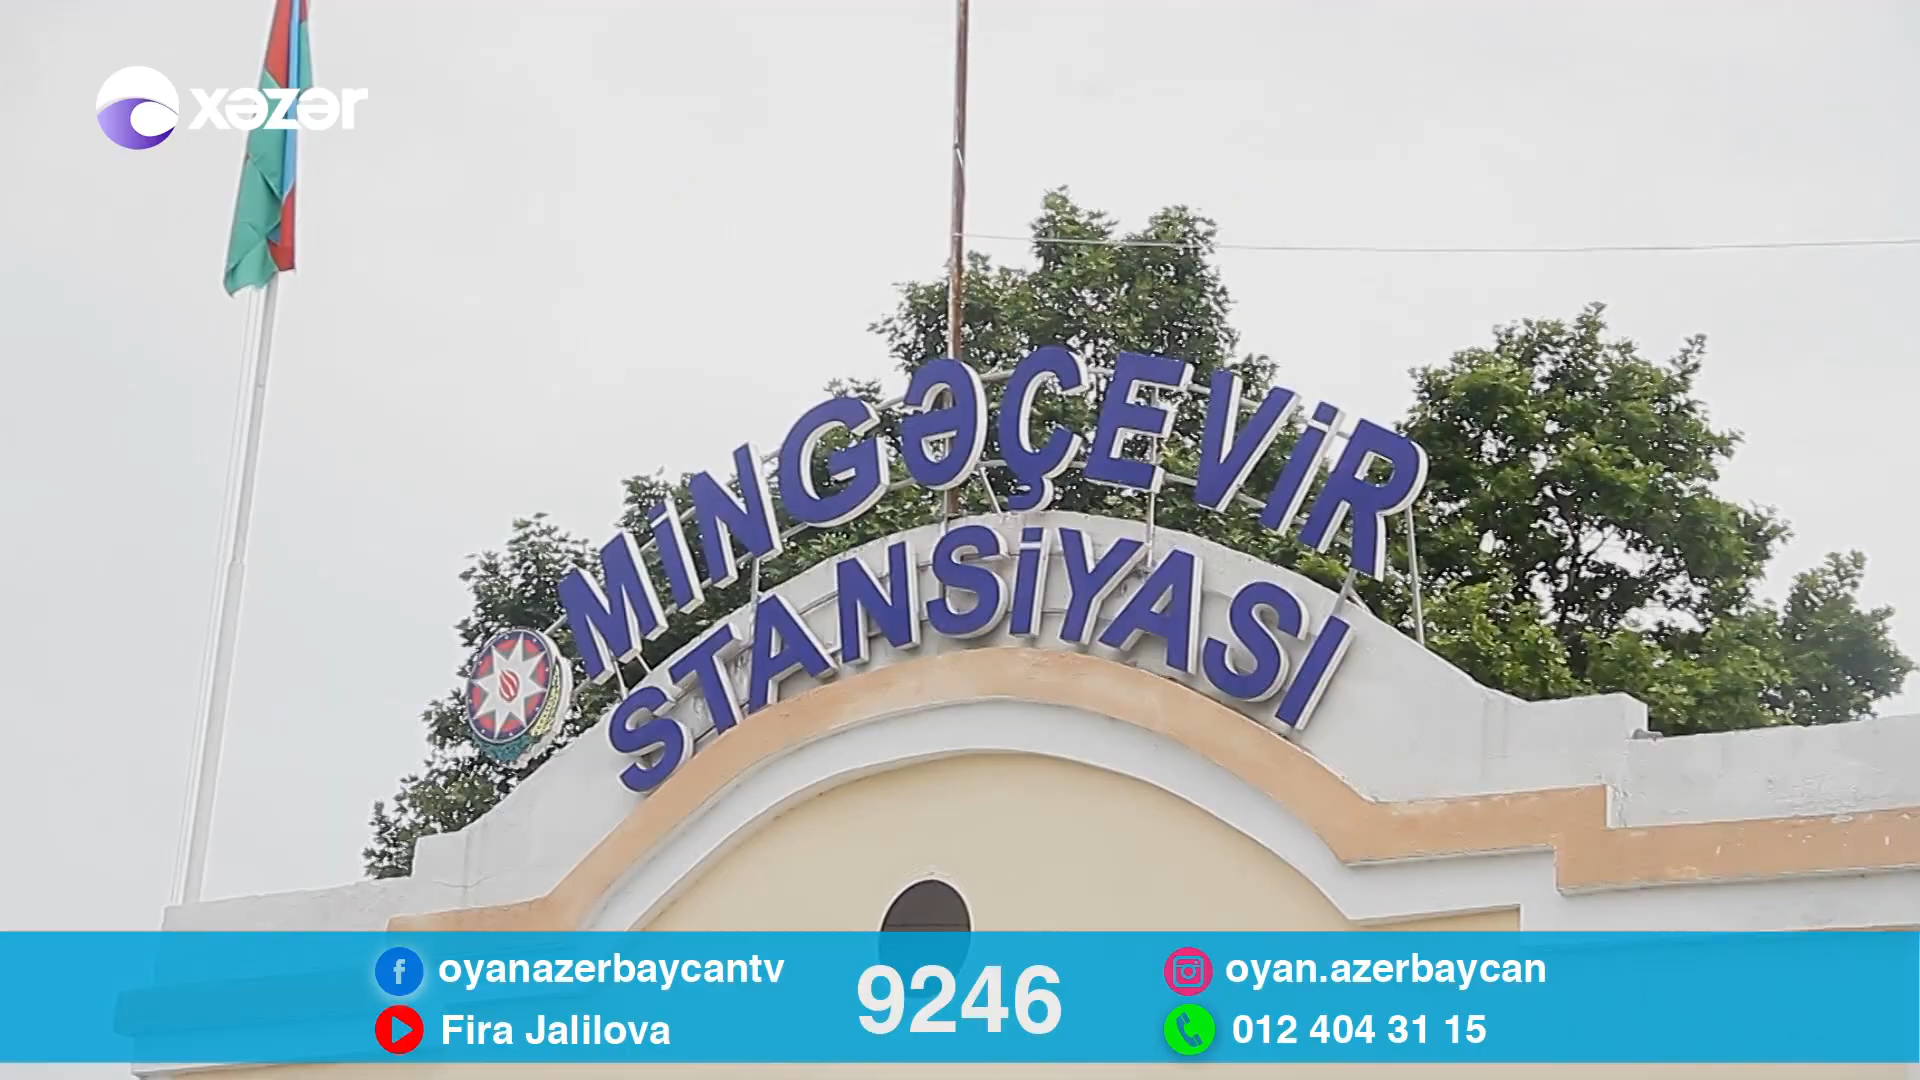 xəzər
MİNGƏÇEVİR
STANSİYASI
oyanazerbaycantv
Fira Jalilova
9246
oyan.azerbaycan
012 404 31 15